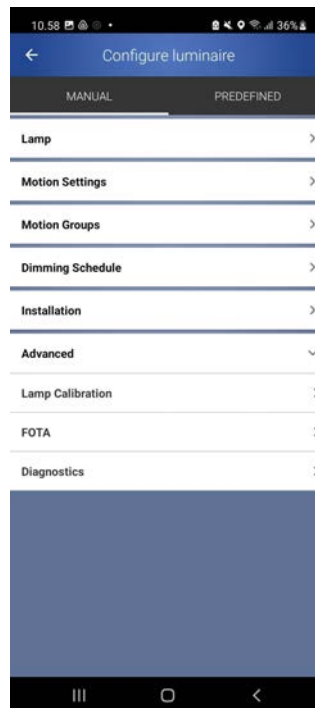 10.58 36%
Configure luminaire
MANUAL PREDEFINED
Lamp
Motion Settings
Motion Groups
Dimming Schedule
Installation
Advanced
Lamp Calibration
FOTA
Diagnostics